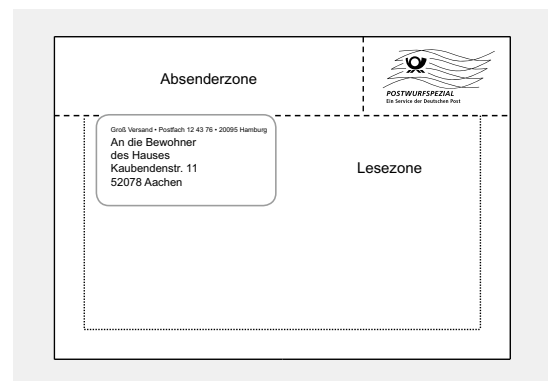 Absenderzone
POSTWURFSPEZIAL
Ein Service der Deutschen Post
Groß Versand • Postfach 12 43 76 • 20095 Hamburg
An die Bewohner
des Hauses
Kaubendenstr. 11
52078 Aachen
Lesezone